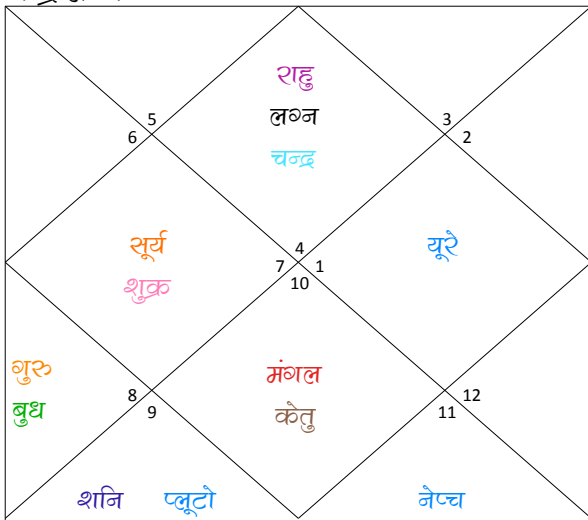 राहु
लग्न
चन्द्र
5
6
3
2
सूर्य
शुक्र
4
7 1
10
यूरे
गुरु
बुध
8
9
मंगल
केतु
12
11
शनि प्लूटो
नेप्च